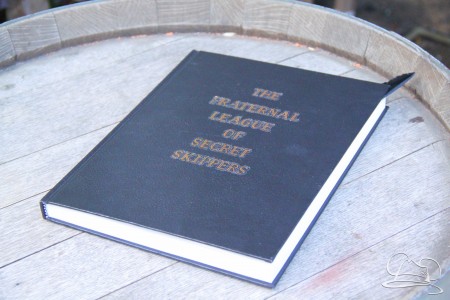 THE
FRATERNAL
LEAGUE
OF
SECRET
SKIPPERS